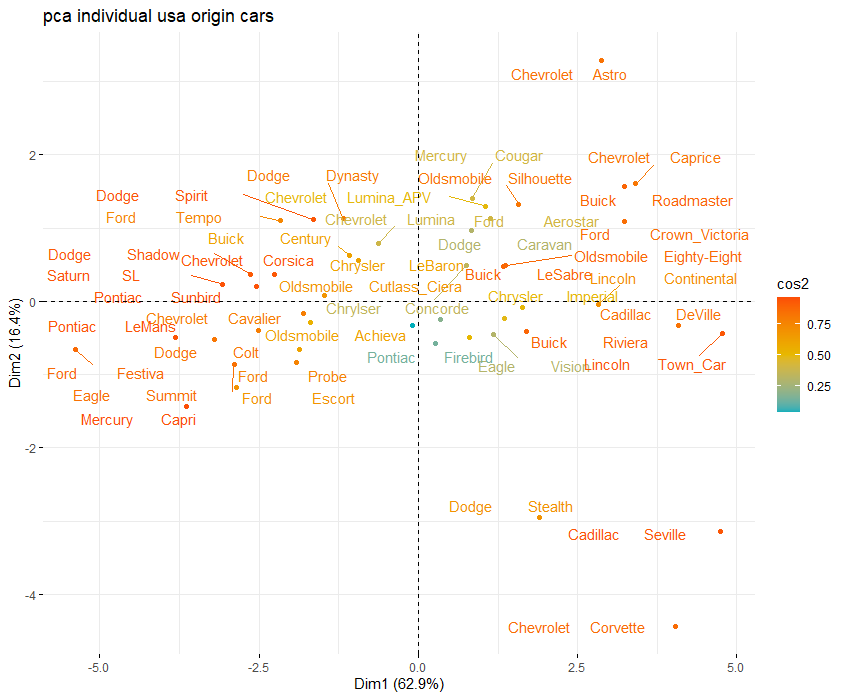 pca individual usa origin cars
Chevrolet Astro
Mercury Cougar
Chevrolet Caprice
Dodge Dynasty
Oldsmobile Silhouette
Dodge Spirit
Chevrolet Lumina_APV
Buick Roadmaster
Ford Tempo
Chevrolet Lumina
Ford Aerostar
Buick Century
Ford Crown_Victoria
Dodge Caravan
Dodge Shadow
Oldsmobile Eighty-Eight
Chevrolet Corsica
Chrysler LeBaron
Saturn SL
Buick LeSabre
Lincoln Continental
Oldsmobile Cutlass_Ciera
Pontiac Sunbird
Chrysler Imperial
Chrylser Concorde
Cadillac DeVille
Chevrolet Cavalier
Pontiac LeMans
Oldsmobile Achieva
Buick Riviera
Dodge Colt
Pontiac Firebird
Lincoln Town_Car
Eagle Vision
Ford Festiva
Ford Probe
Eagle Summit
Ford Escort
Mercury Capri
Dodge Stealth
Cadillac Seville
Chevrolet Corvette
cos2
0.75
0.50
0.25
2
0
-2
-4
Dim2 (16.4%)
-5.0 -2.5 0.0 2.5 5.0
Dim1 (62.9%)